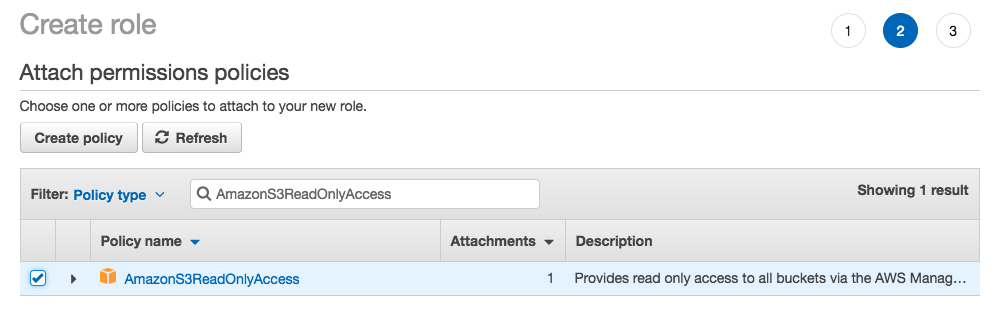 Create role
1 2 3
Attach permissions policies
Choose one or more policies to attach to your new role.
Create policy Refresh
Filter: Policy type AmazonS3ReadOnlyAccess Showing 1 result
Policy name Attachments Description
AmazonS3ReadOnlyAccess 1 Provides read only access to all buckets via the AWS Manag...